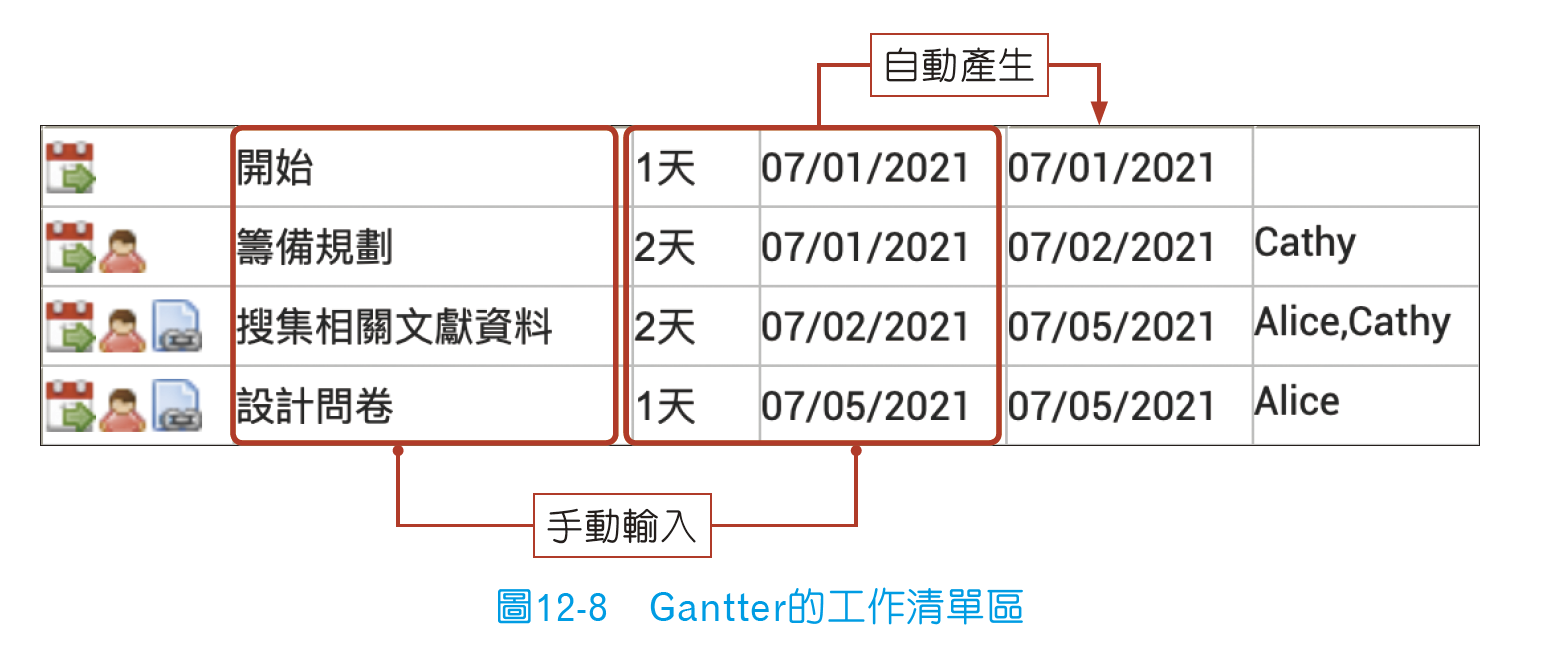 自動產生
開始 1天 07/01/2021 07/01/2021
籌備規劃 2天 07/01/2021 07/02/2021 Cathy
搜集相關文獻資料 2天 07/02/2021 07/05/2021 Alice,Cathy
設計問卷 1天 07/05/2021 07/05/2021 Alice
手動輸入
圖12-8 Gantter的工作清單區